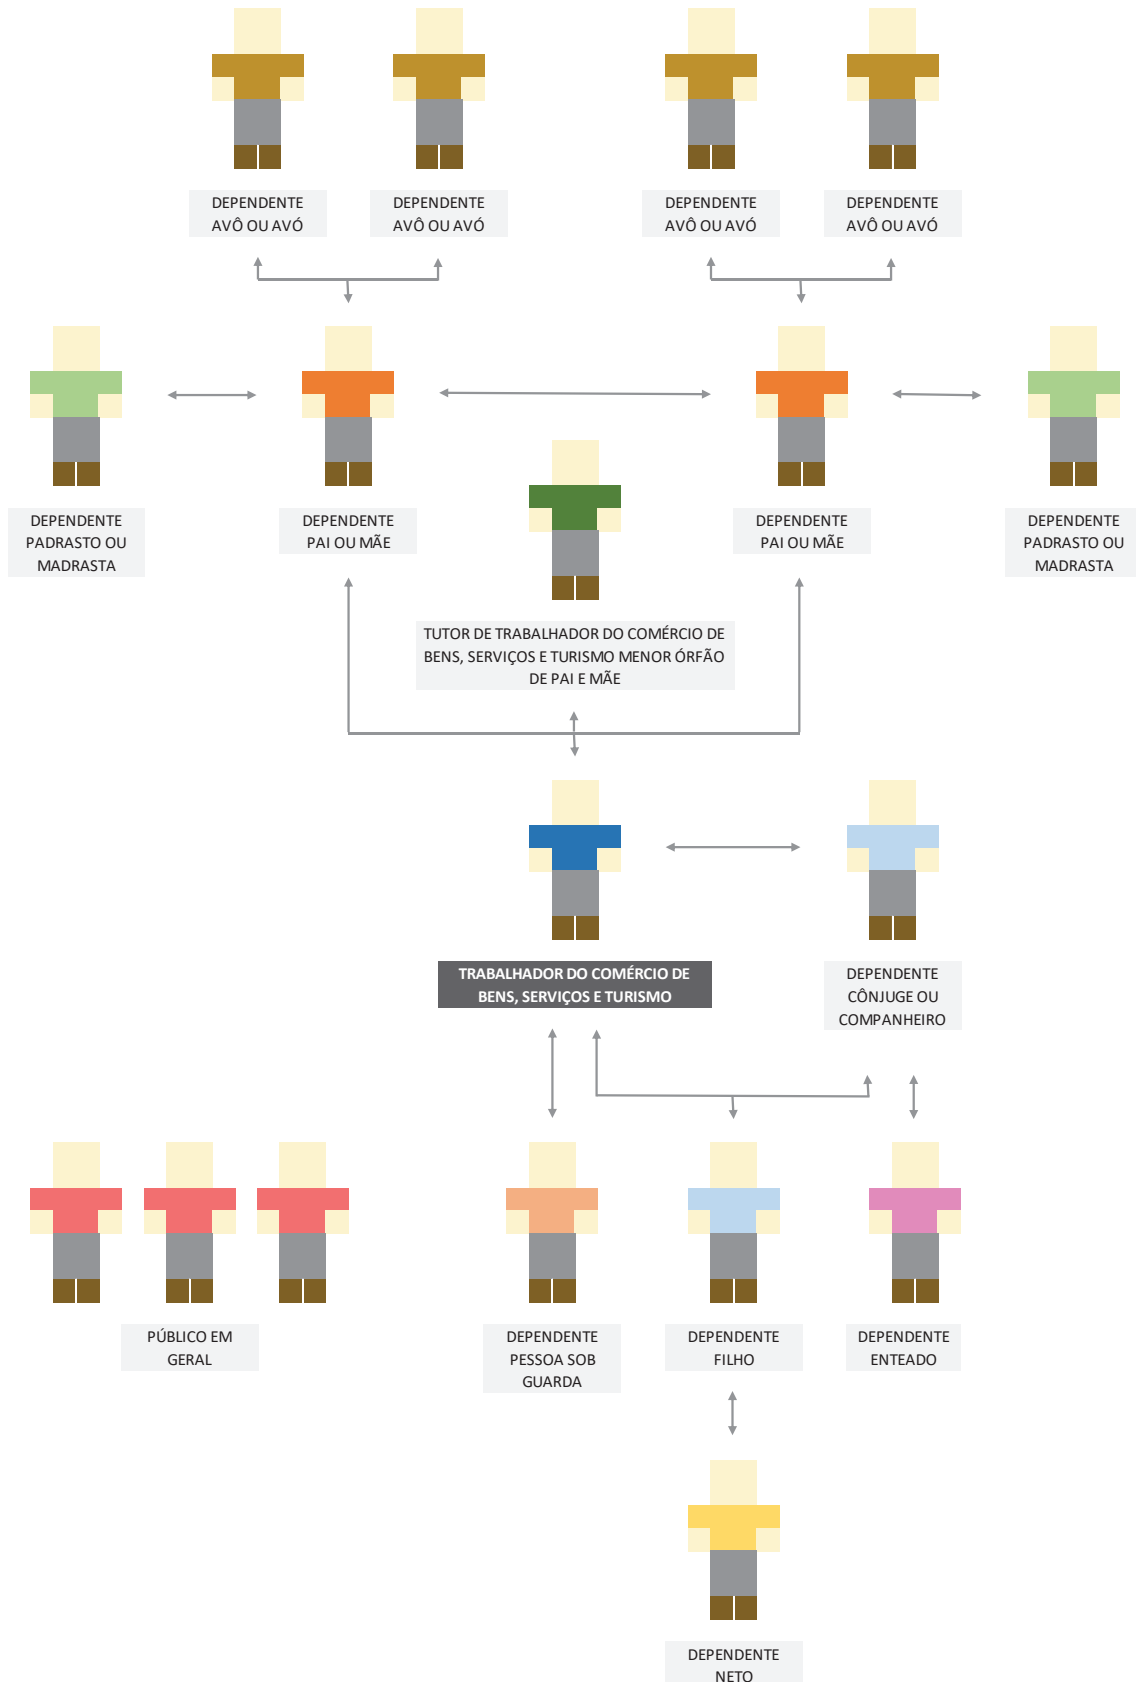 DEPENDENTE
AVÔ OU AVÓ
DEPENDENTE
AVÔ OU AVÓ
DEPENDENTE
AVÔ OU AVÓ
DEPENDENTE
AVÔ OU AVÓ
DEPENDENTE
PADRASTO OU
MADRASTA
DEPENDENTE
PAI OU MÃE
DEPENDENTE
PAI OU MÃE
DEPENDENTE
PADRASTO OU
MADRASTA
TUTOR DE TRABALHADOR DO COMÉRCIO DE
BENS, SERVIÇOS E TURISMO MENOR ÓRFÃO
DE PAI E MÃE
TRABALHADOR DO COMÉRCIO DE
BENS, SERVIÇOS E TURISMO
DEPENDENTE
CÔNJUGE OU
COMPANHEIRO
PÚBLICO EM
GERAL
DEPENDENTE
PESSOA SOB
GUARDA
DEPENDENTE
FILHO
DEPENDENTE
ENTEADO
DEPENDENTE
NETO